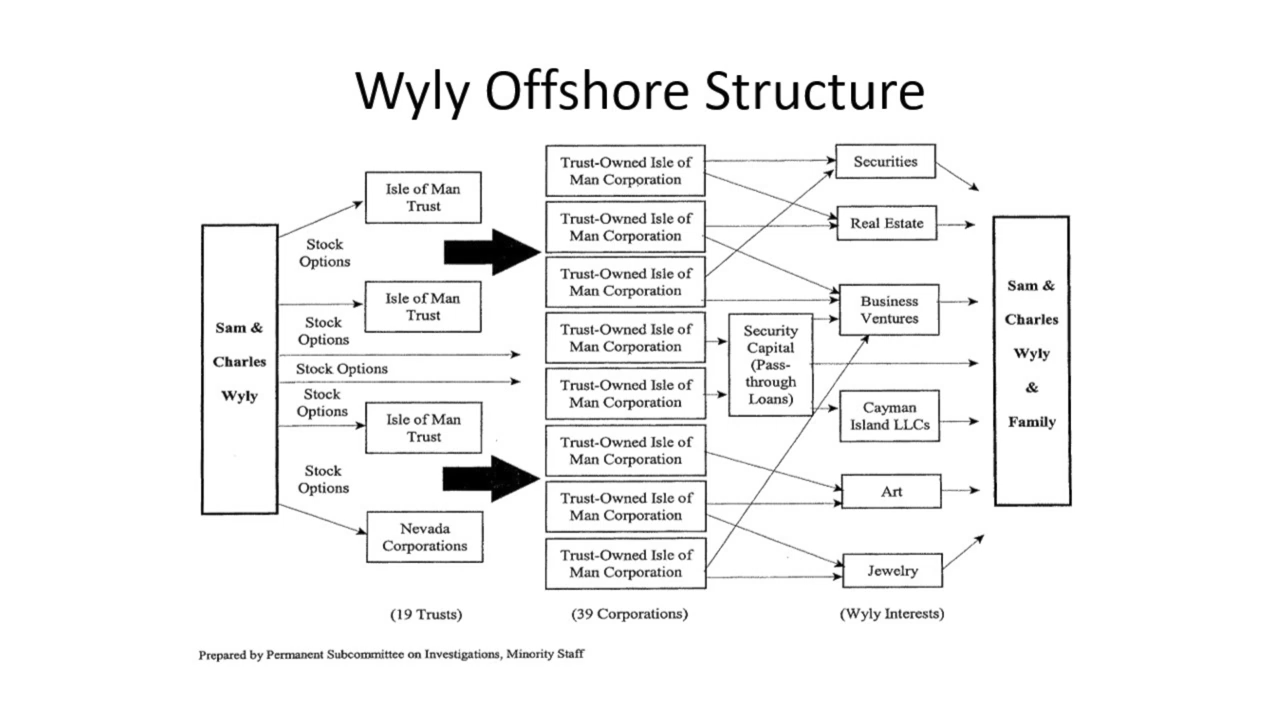 Wyly Offshore Structure
Sam &
Charles
Wyly
Stock
Options
Stock
Options
Stock Options
Stock
Options
Stock
Options
Isle of Man
Trust
Isle of Man
Trust
Isle of Man
Trust
Nevada
Corporations
(19 Trusts)
Trust-Owned Isle of
Man Corporation
Trust-Owned Isle of
Man Corporation
Trust-Owned Isle of
Man Corporation
Trust-Owned Isle of
Man Corporation
Trust-Owned Isle of
Man Corporation
Trust-Owned Isle of
Man Corporation
Trust-Owned Isle of
Man Corporation
Trust-Owned Isle of
Man Corporation
(39 Corporations)
Security
Capital
(Pass-
through
Loans)
Securities
Real Estate
Business
Ventures
Cayman
Island LLCs
Art
Jewelry
(Wyly Interests)
Sam &
Charles
Wyly
&
Family
Prepared by Permanent Subcommittee on Investigations, Minority Staff